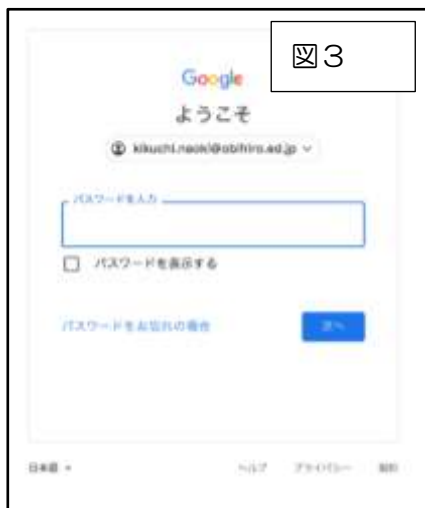 図３
Google
ようこそ
kikuchi.naoki@obihiro.ed.jp
パスワードを入力
パスワードを表示する
パスワードをお忘れの場合
次へ
日本語
ヘルプ プライバシー 規約